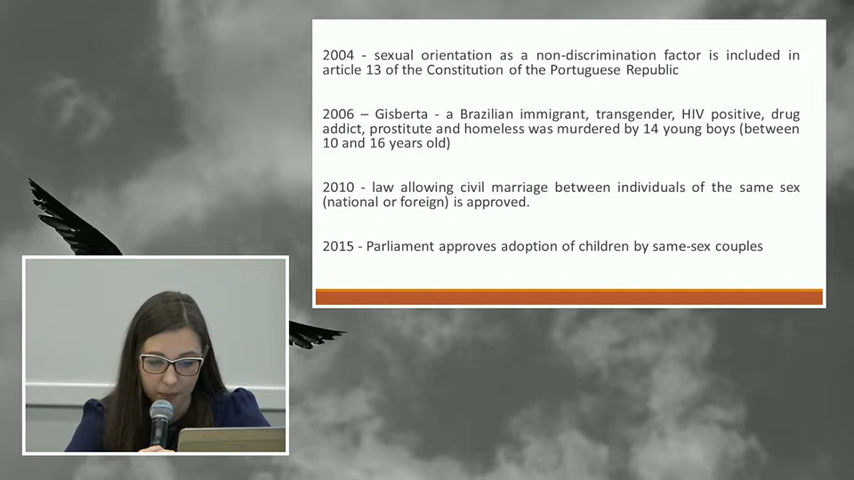 2004 - sexual orientation as a non-discrimination factor is included in
article 13 of the Constitution of the Portuguese Republic
2006 – Gisberta - a Brazilian immigrant, transgender, HIV positive, drug
addict, prostitute and homeless was murdered by 14 young boys (between
10 and 16 years old)
2010 - law allowing civil marriage between individuals of the same sex
(national or foreign) is approved.
2015 - Parliament approves adoption of children by same-sex couples